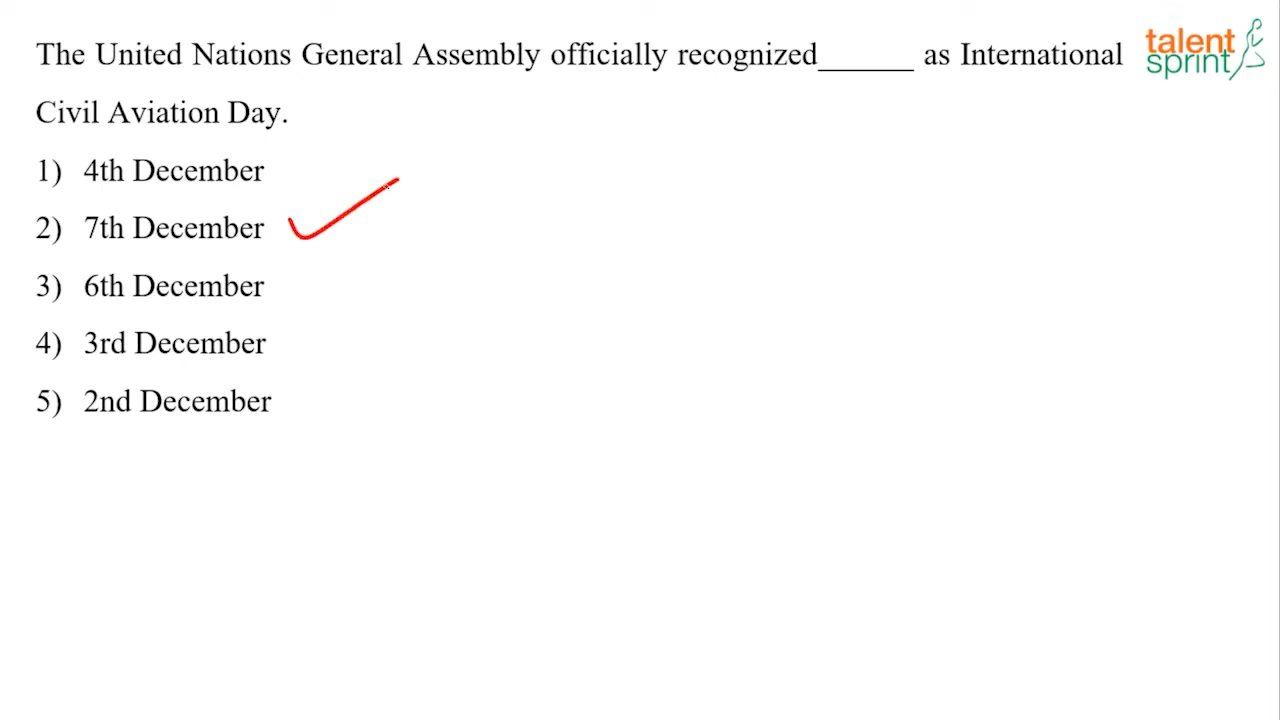 The United Nations General Assembly officially recognized______ as International
Civil Aviation Day.
1) 4th December
2) 7th December
3) 6th December
4) 3rd December
5) 2nd December
talent
sprint